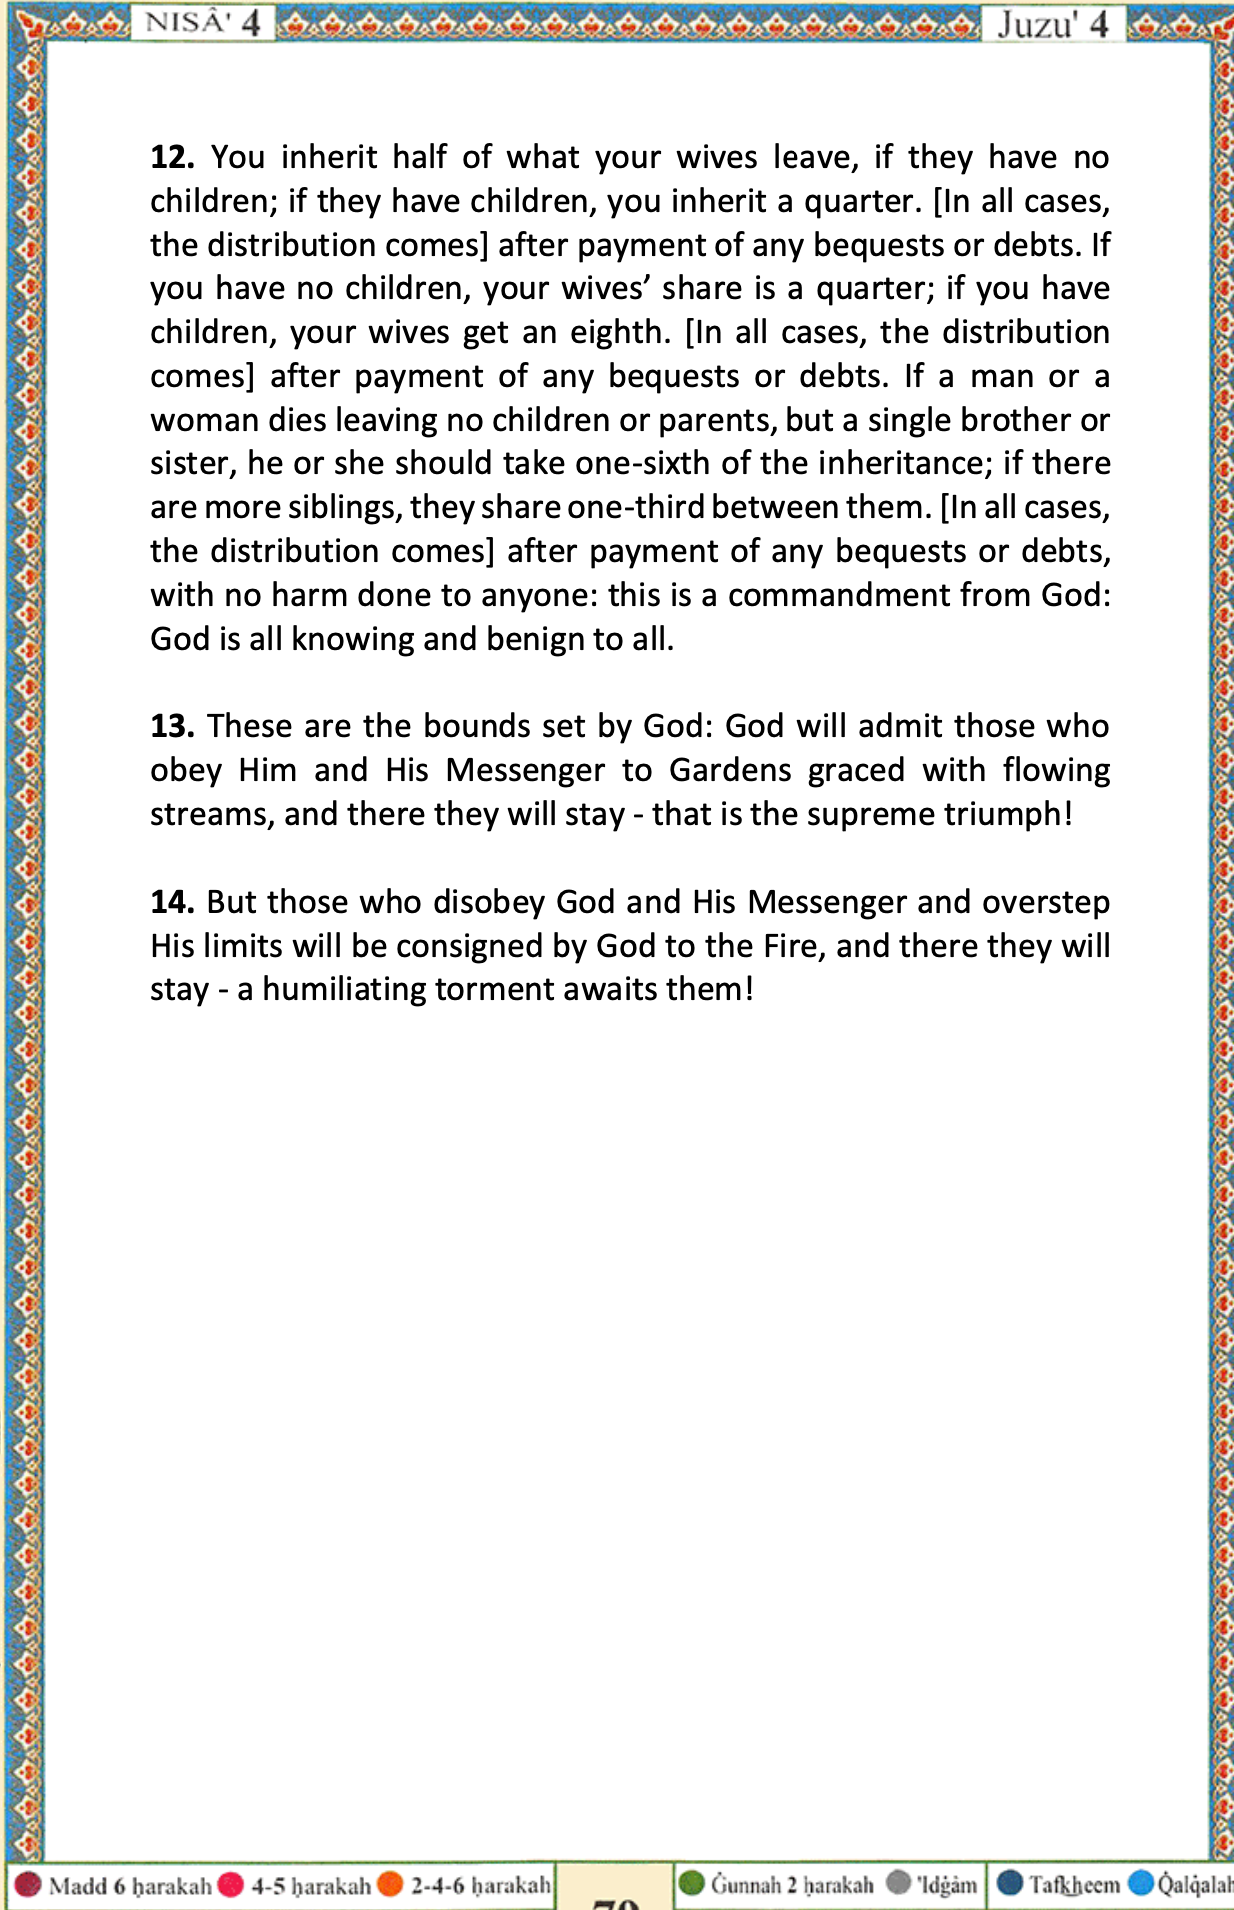 NISÂ' 4
Juzu' 4
12. You inherit half of what your wives leave, if they have no
children; if they have children, you inherit a quarter. [In all cases,
the distribution comes] after payment of any bequests or debts. If
you have no children, your wives’ share is a quarter; if you have
children, your wives get an eighth. [In all cases, the distribution
comes] after payment of any bequests or debts. If a man or a
woman dies leaving no children or parents, but a single brother or
sister, he or she should take one-sixth of the inheritance; if there
are more siblings, they share one-third between them. [In all cases,
the distribution comes] after payment of any bequests or debts,
with no harm done to anyone: this is a commandment from God:
God is all knowing and benign to all.
13. These are the bounds set by God: God will admit those who
obey Him and His Messenger to Gardens graced with flowing
streams, and there they will stay - that is the supreme triumph!
14. But those who disobey God and His Messenger and overstep
His limits will be consigned by God to the Fire, and there they will
stay - a humiliating torment awaits them!
Madd 6 ḥarakah 4-5 ḥarakah 2-4-6 ḥarakah
Ġunnah 2 ḥarakah 'Idġâm Tafkheem Q̇alq̇alah